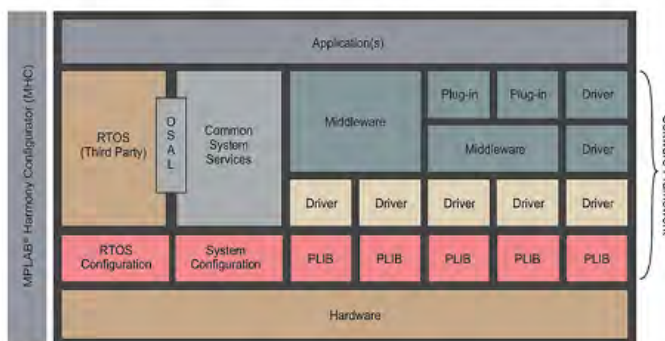 MPLAB® Harmony Configurator (MHC)
Application(s)
RTOS
(Third Party)
OSAL
Common
System
Services
Middleware
Plug-in
Plug-in
Driver
Middleware
Driver
Driver
Driver
Driver
Driver
Driver
RTOS
Configuration
System
Configuration
PLIB
PLIB
PLIB
PLIB
PLIB
Hardware